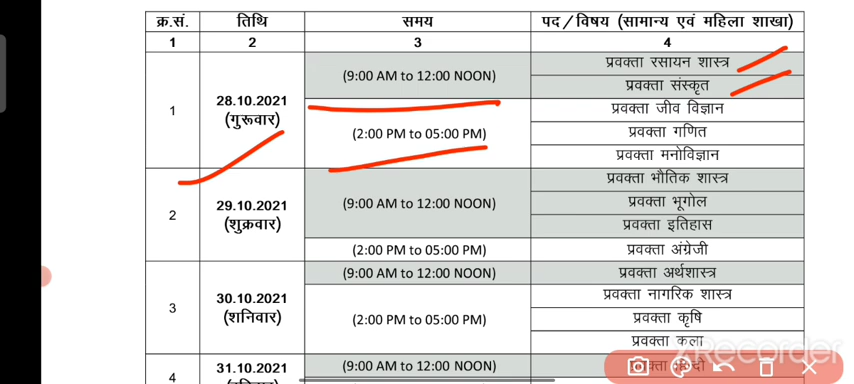 क्र.सं. तिथि समय पद/विषय (सामान्य एवं महिला शाखा)
1 2 3 4
1 28.10.2021 (गुरूवार) (9:00 AM to 12:00 NOON) प्रवक्ता रसायन शास्त्र
प्रवक्ता संस्कृत
(2:00 PM to 05:00 PM) प्रवक्ता जीव विज्ञान
प्रवक्ता गणित
प्रवक्ता मनोविज्ञान
2 29.10.2021 (शुक्रवार) (9:00 AM to 12:00 NOON) प्रवक्ता भौतिक शास्त्र
प्रवक्ता भूगोल
प्रवक्ता इतिहास
(2:00 PM to 05:00 PM) प्रवक्ता अंग्रेजी
3 30.10.2021 (शनिवार) (9:00 AM to 12:00 NOON) प्रवक्ता अर्थशास्त्र
(2:00 PM to 05:00 PM) प्रवक्ता नागरिक शास्त्र
प्रवक्ता कृषि
प्रवक्ता कला
4 31.10.2021 (9:00 AM to 12:00 NOON) हिन्दी
Recorder